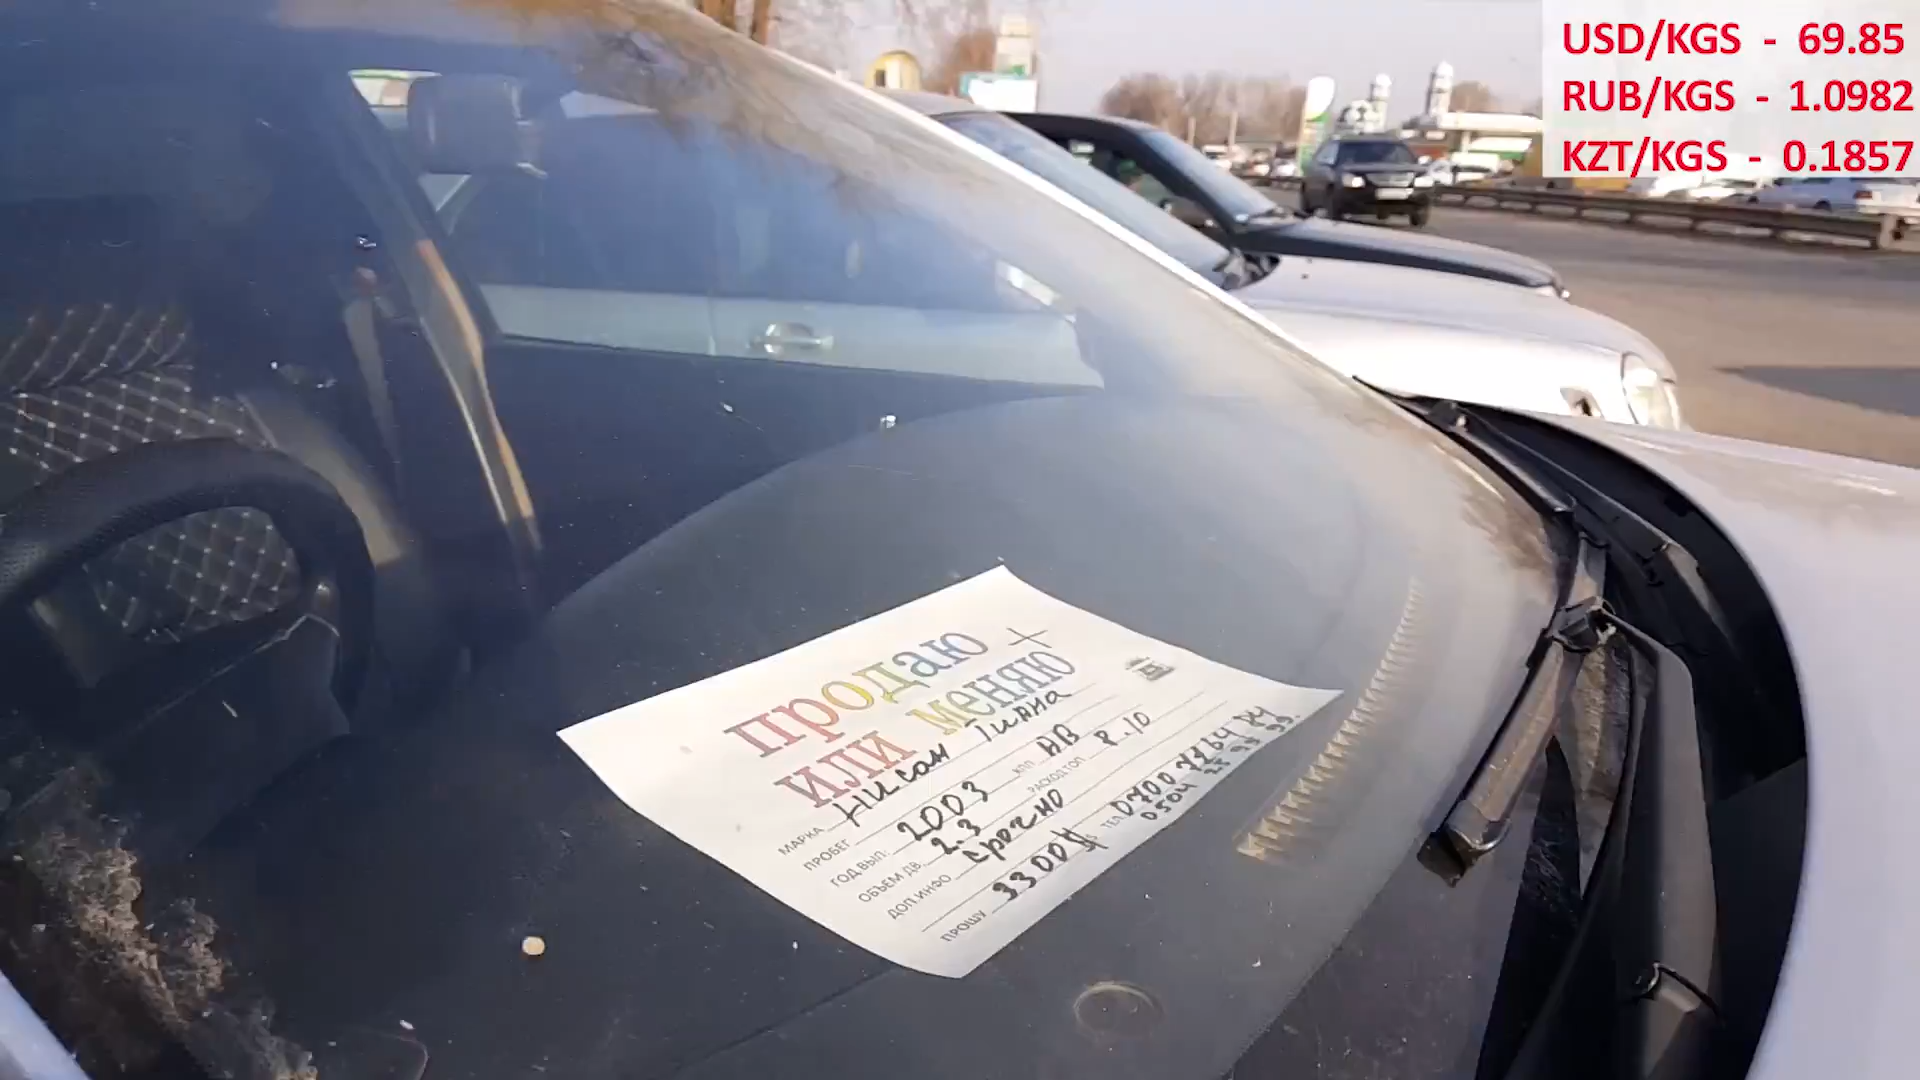 USD/KGS - 69.85
RUB/KGS - 1.0982
KZT/KGS - 0.1857
продаю
или меняю +
МАРКА Ниссан Тиана
ПРОБЕГ КПП АВ
ГОД ВЫП: 2003 РАСХОД ТОП 8.10
ОБЪЕМ ДВ. 2.3
ДОП.ИНФО срочно
ПРОШУ 3300 $ ТЕЛ 0700
0504